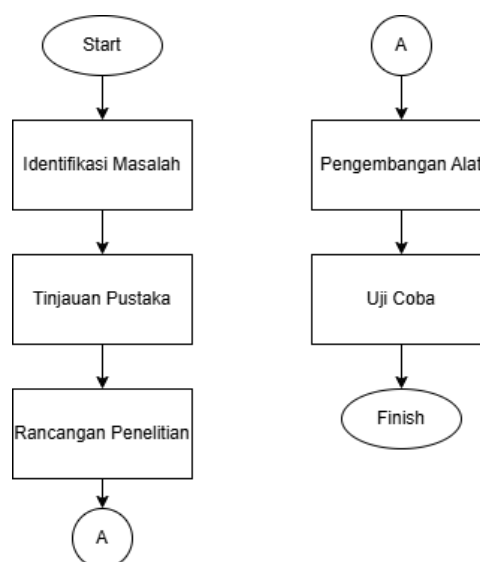 Start
Identifikasi Masalah
Tinjauan Pustaka
Rancangan Penelitian
A
A
Pengembangan Alat
Uji Coba
Finish